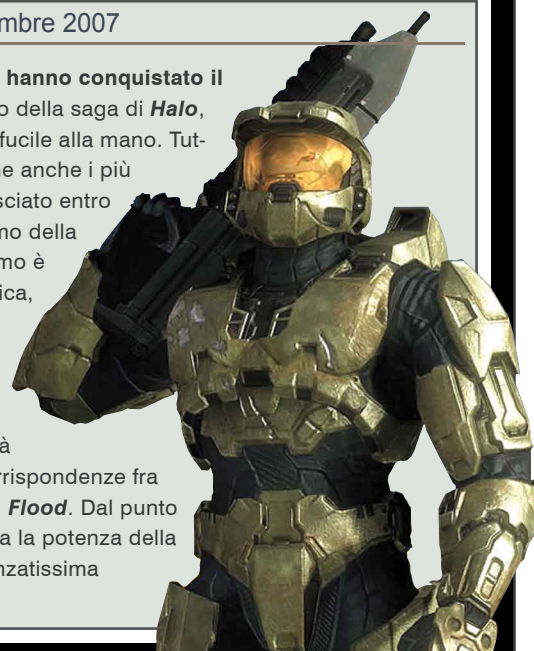 mbre 2007
hanno conquistato il
o della saga di Halo,
fucile alla mano. Tut-
e anche i più
sciato entro
mo della
mo è
ica,
à
rrispondenze fra
Flood. Dal punto
a la potenza della
nzatissima